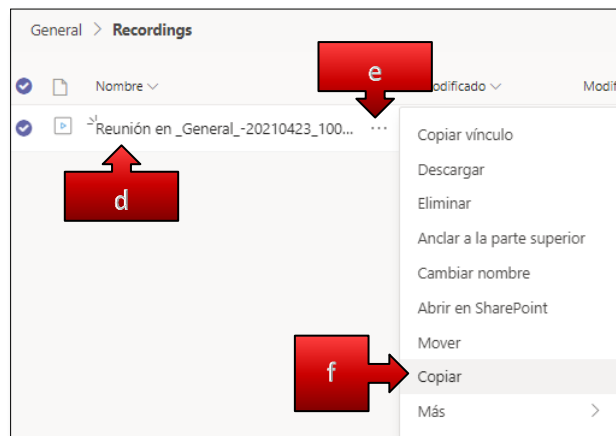 General > Recordings
e
Nombre
odificado
Modif
Reunión en _General_-20210423_100... ...
d
Copiar vínculo
Descargar
Eliminar
Anclar a la parte superior
Cambiar nombre
Abrir en SharePoint
Mover
f
Copiar
Más >